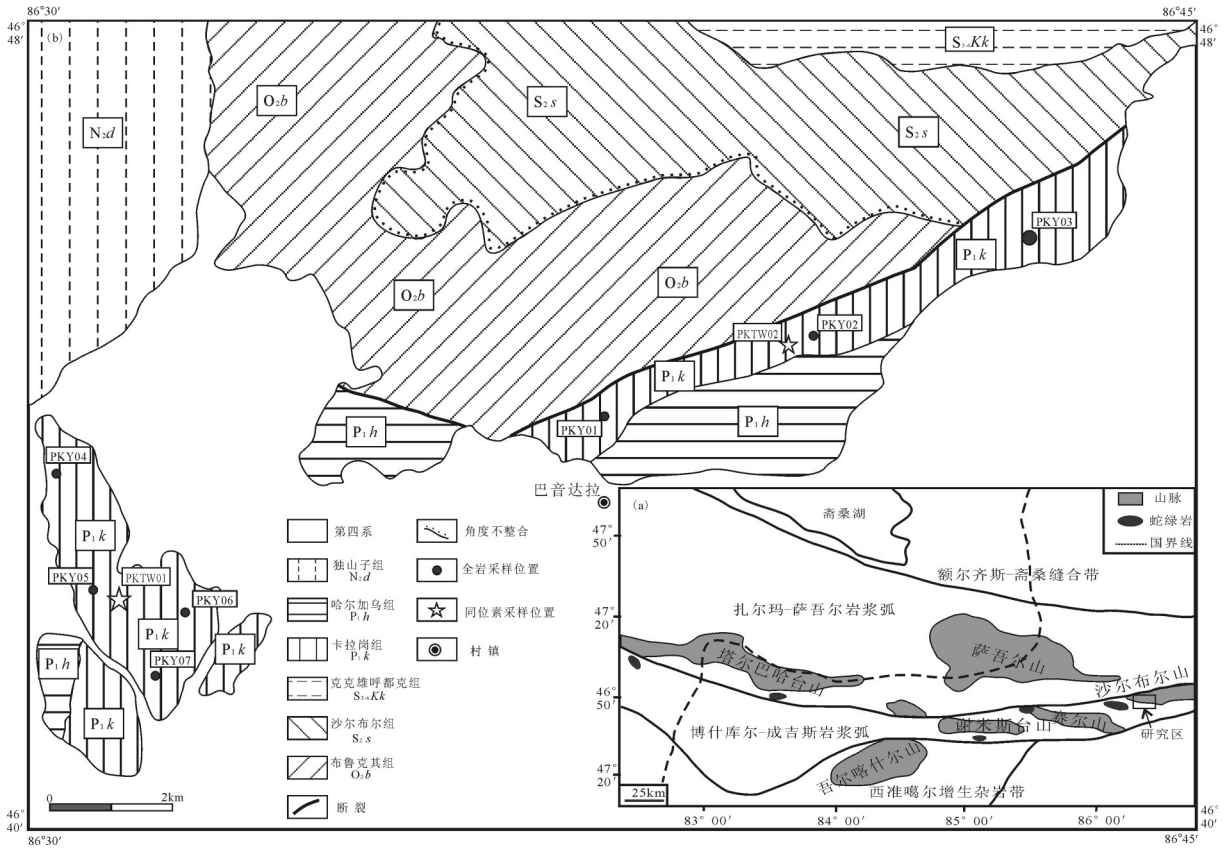 86°30′
86°45′
46°
48′
46°
48′
(b)
S₃₋₄Kk
O₂b
S₂s
N₂d
S₂s
PKY03
P₁k
O₂b
O₂b
PKTW02
PKY02
P₁k
P₁h
P₁h
PKY01
PKY04
P₁k
巴音达拉
PKY05
PKTW01
PKY06
P₁k
P₁k
P₁h
PKY07
P₁k
第四系
独山子组
N₂d
哈尔加乌组
P₁h
卡拉岗组
P₁k
克克雄呼都克组
S₃₋₄Kk
沙尔布尔组
S₂s
布鲁克其组
O₂b
断裂
角度不整合
全岩采样位置
同位素采样位置
村镇
0
2km
(a)
山脉
蛇绿岩
国界线
斋桑湖
47°
50′
额尔齐斯-斋桑缝合带
扎尔玛-萨吾尔岩浆弧
47°
20′
塔尔巴哈台山
萨吾尔山
沙尔布尔山
46°
50′
谢米斯台山
赛尔山
研究区
博什库尔-成吉斯岩浆弧
吾尔喀什尔山
47°
20′
西准噶尔增生杂岩带
25km
83° 00′
84° 00′
85° 00′
86° 00′
46°
40′
46°
40′
86°30′
86°45′